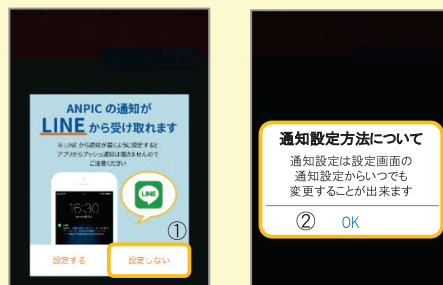 ANPIC の通知が
LINE から受け取れます
※ LINE から通知が届くように設定すると
アプリからプッシュ通知は届きませんので
ご注意ください
LINE
16:30
①
設定する
設定しない
通知設定方法について
通知設定は設定画面の
通知設定からいつでも
変更することが出来ます
② OK